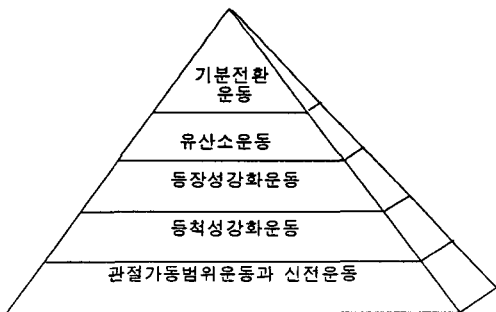 기분전환
운동
유산소운동
등장성강화운동
등척성강화운동
관절가동범위운동과 신전운동